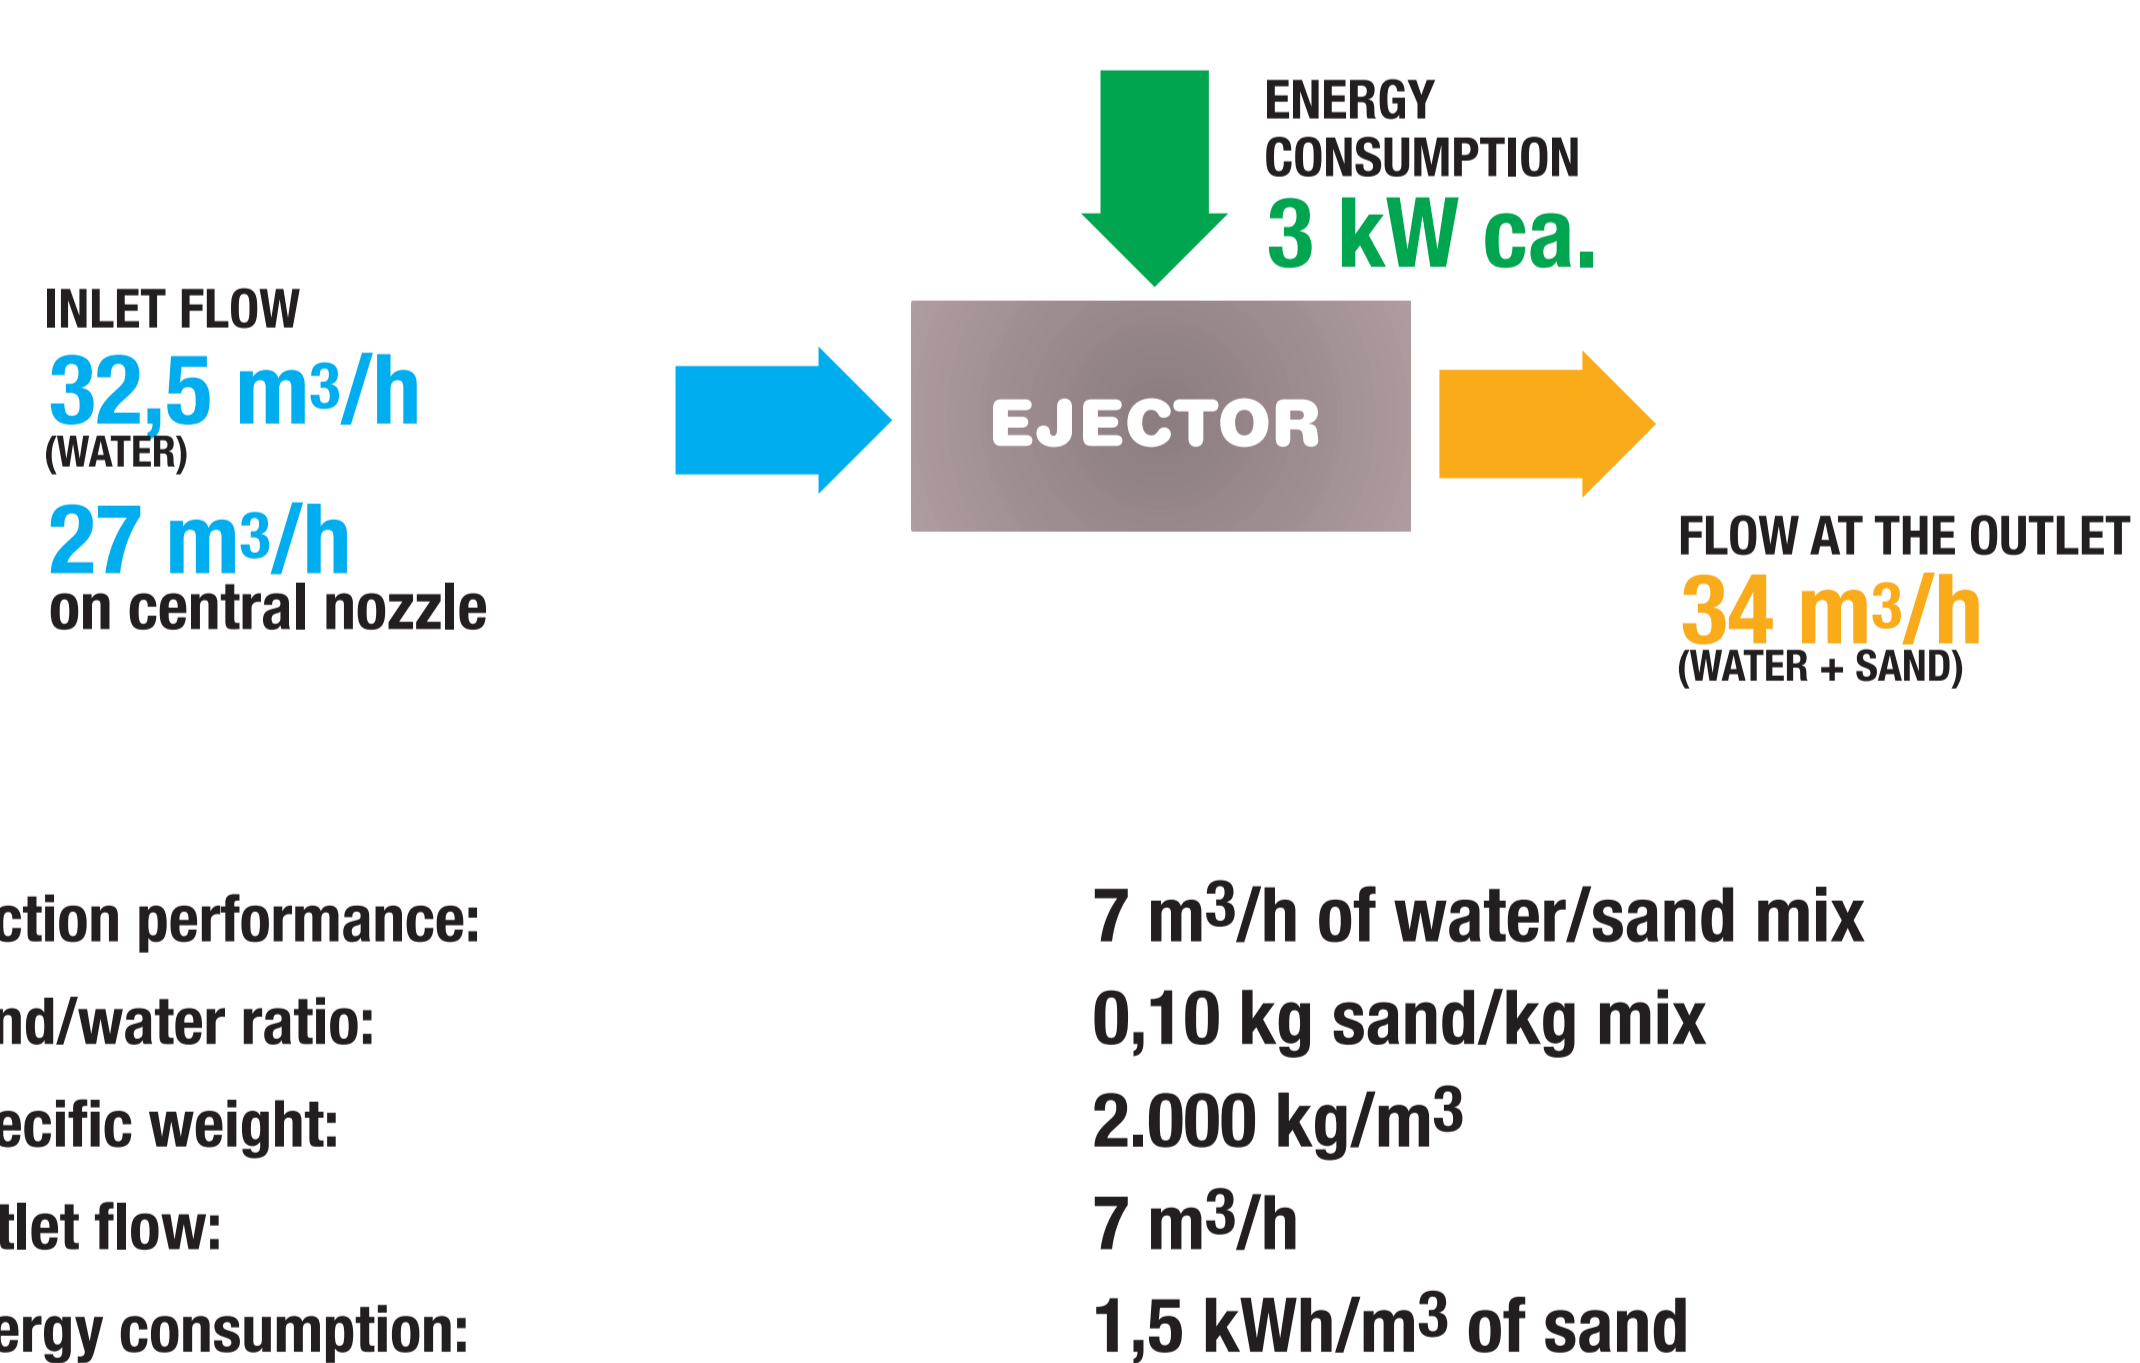 ENERGY
CONSUMPTION
3 kW ca.
INLET FLOW
32,5 m3/h
(WATER)
27 m3/h
on central nozzle
EJECTOR
FLOW AT THE OUTLET
34 m3/h
(WATER + SAND)
ction performance: 7 m3/h of water/sand mix
nd/water ratio: 0,10 kg sand/kg mix
ecific weight: 2.000 kg/m3
tlet flow: 7 m3/h
ergy consumption: 1,5 kWh/m3 of sand